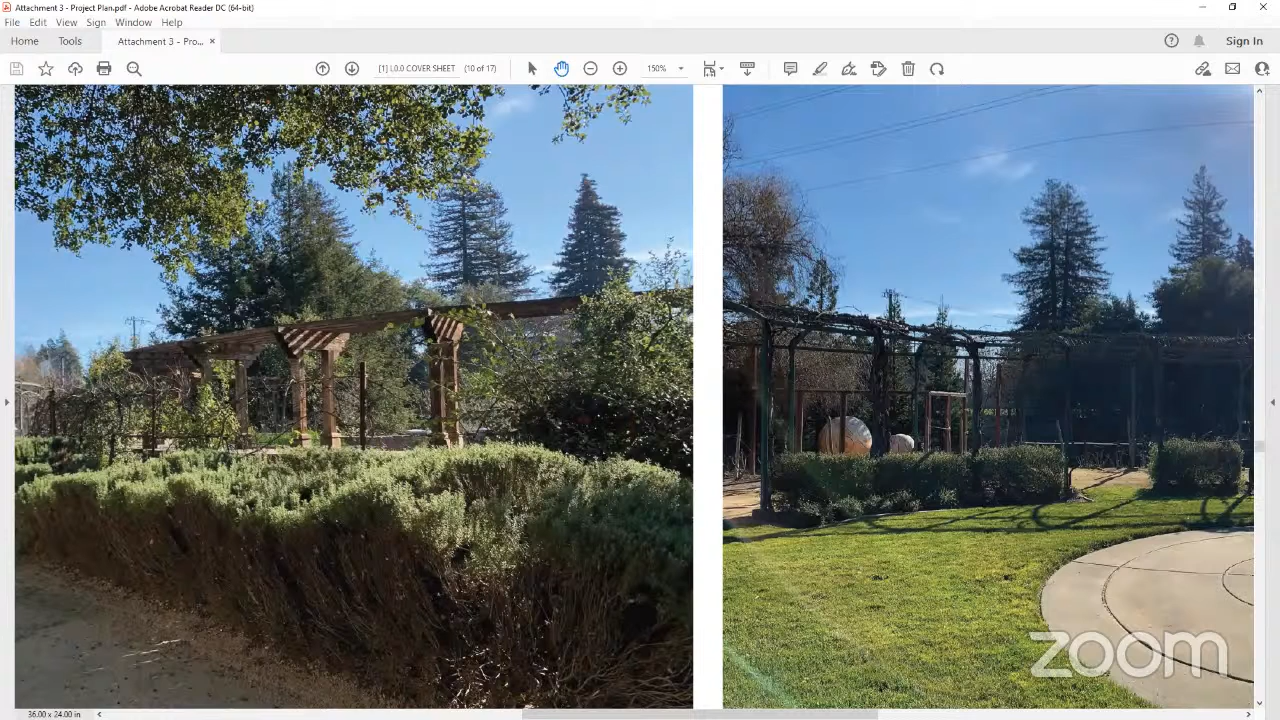 Attachment 3 - Project Plan.pdf - Adobe Acrobat Reader DC (64-bit)
File Edit View Sign Window Help
Home Tools Attachment 3 - Pro... × Sign In
[1] L0.0 COVER SHEET (10 of 17) 150%
zoom
36.00 x 24.00 in